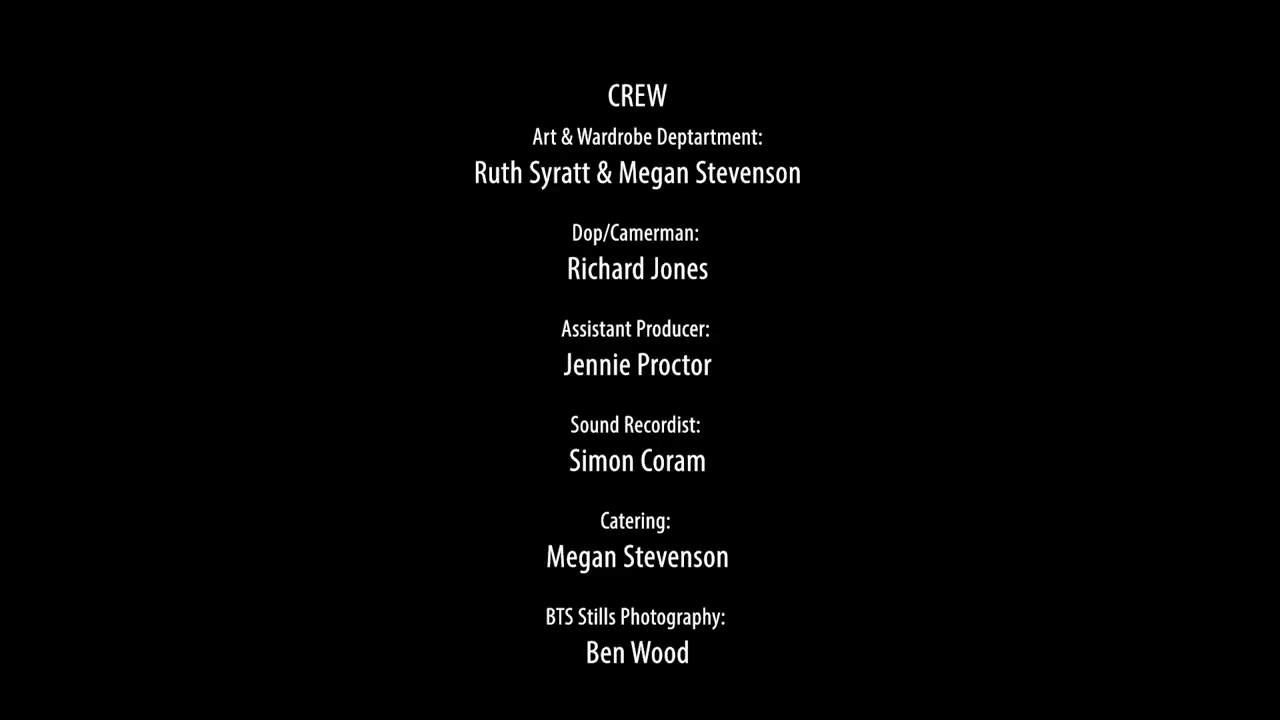 CREW
Art & Wardrobe Deptartment:
Ruth Syratt & Megan Stevenson
Dop/Camerman:
Richard Jones
Assistant Producer:
Jennie Proctor
Sound Recordist:
Simon Coram
Catering:
Megan Stevenson
BTS Stills Photography:
Ben Wood